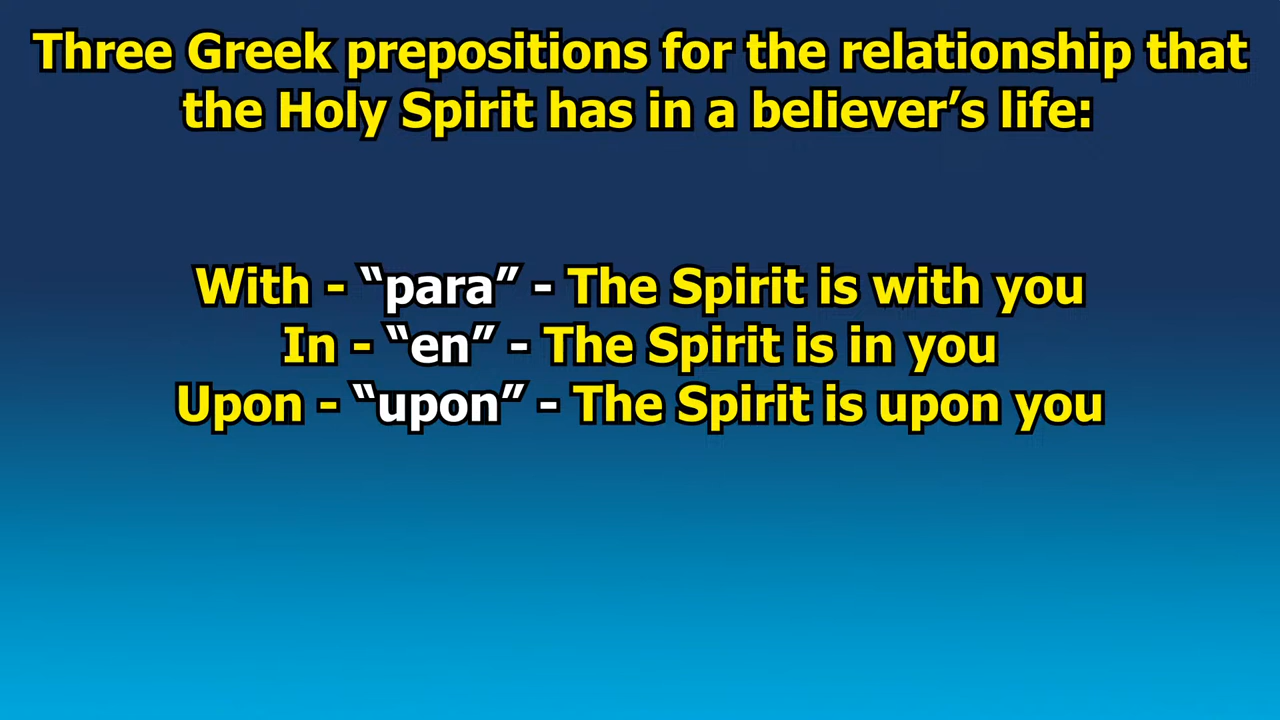 Three Greek prepositions for the relationship that
the Holy Spirit has in a believer’s life:
With - “para” - The Spirit is with you
In - “en” - The Spirit is in you
Upon - “upon” - The Spirit is upon you